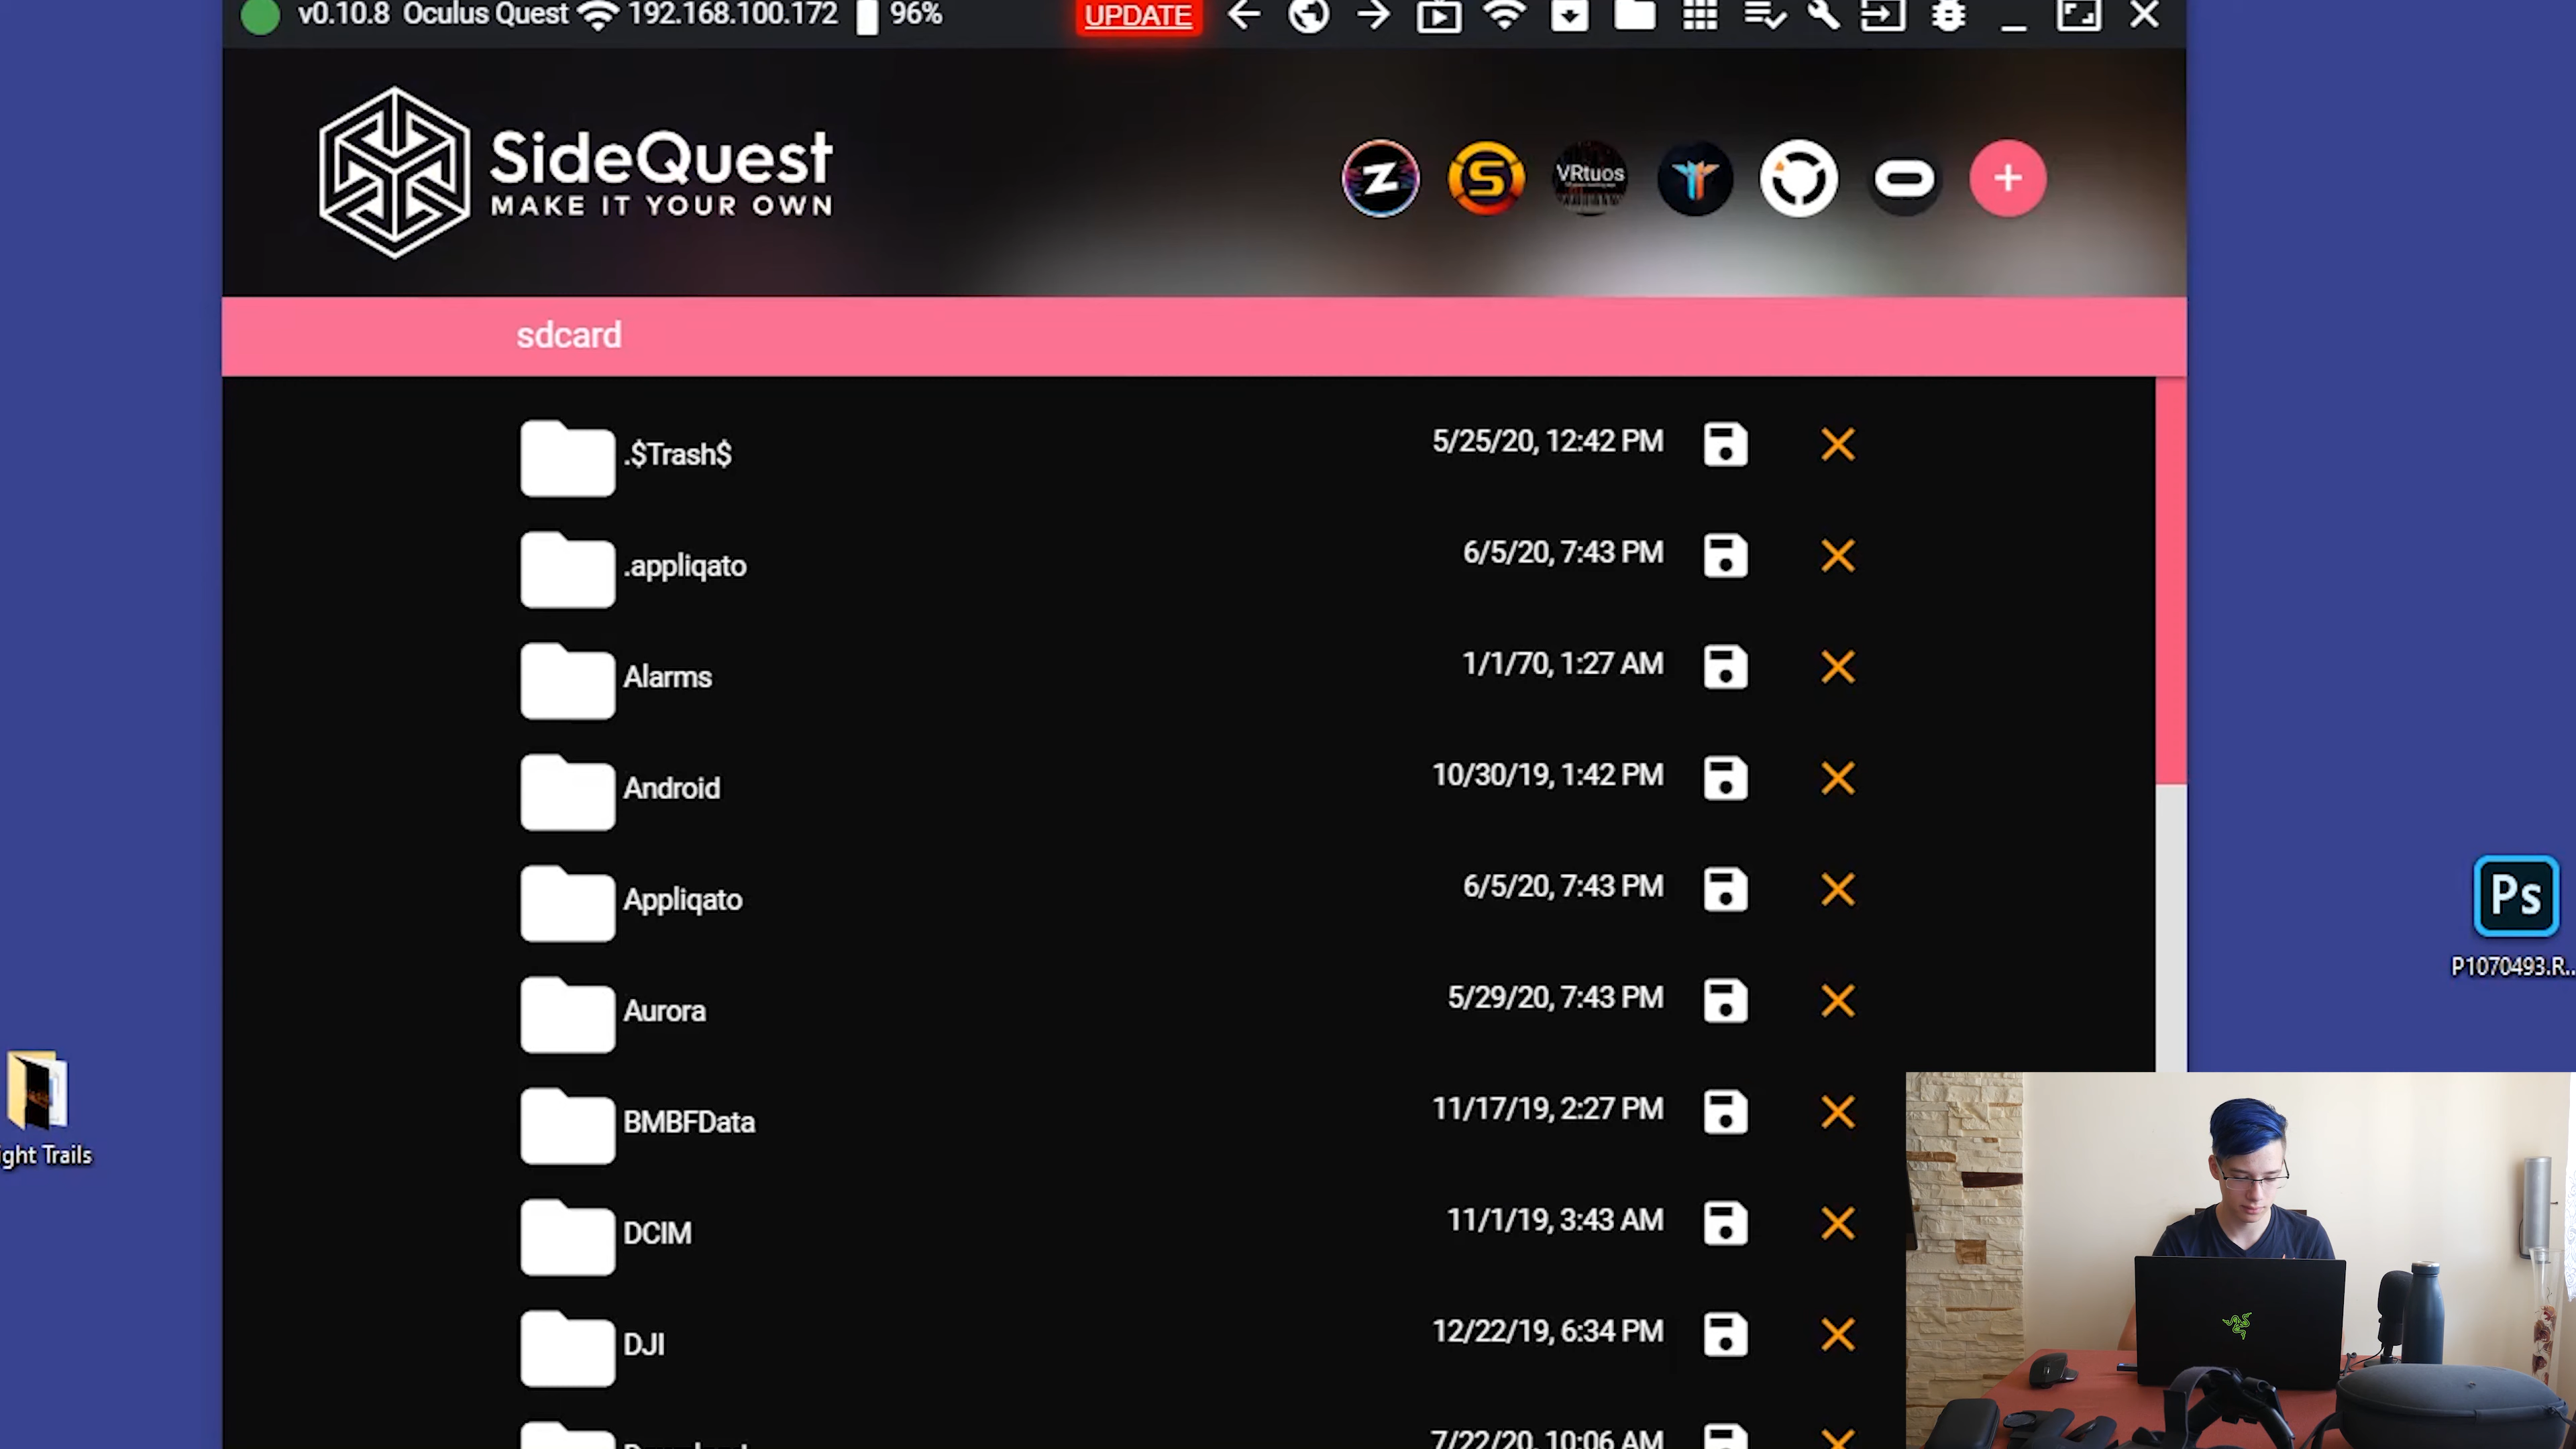 v0.10.8 Oculus Quest 192.168.100.172 96% UPDATE
SideQuest
MAKE IT YOUR OWN
VRtuos
sdcard
.$Trash$ 5/25/20, 12:42 PM
.appliqato 6/5/20, 7:43 PM
Alarms 1/1/70, 1:27 AM
Android 10/30/19, 1:42 PM
Appliqato 6/5/20, 7:43 PM
Aurora 5/29/20, 7:43 PM
BMBFData 11/17/19, 2:27 PM
DCIM 11/1/19, 3:43 AM
DJI 12/22/19, 6:34 PM
7/22/20, 10:06 AM
Ps
P1070493.R...
ight Trails